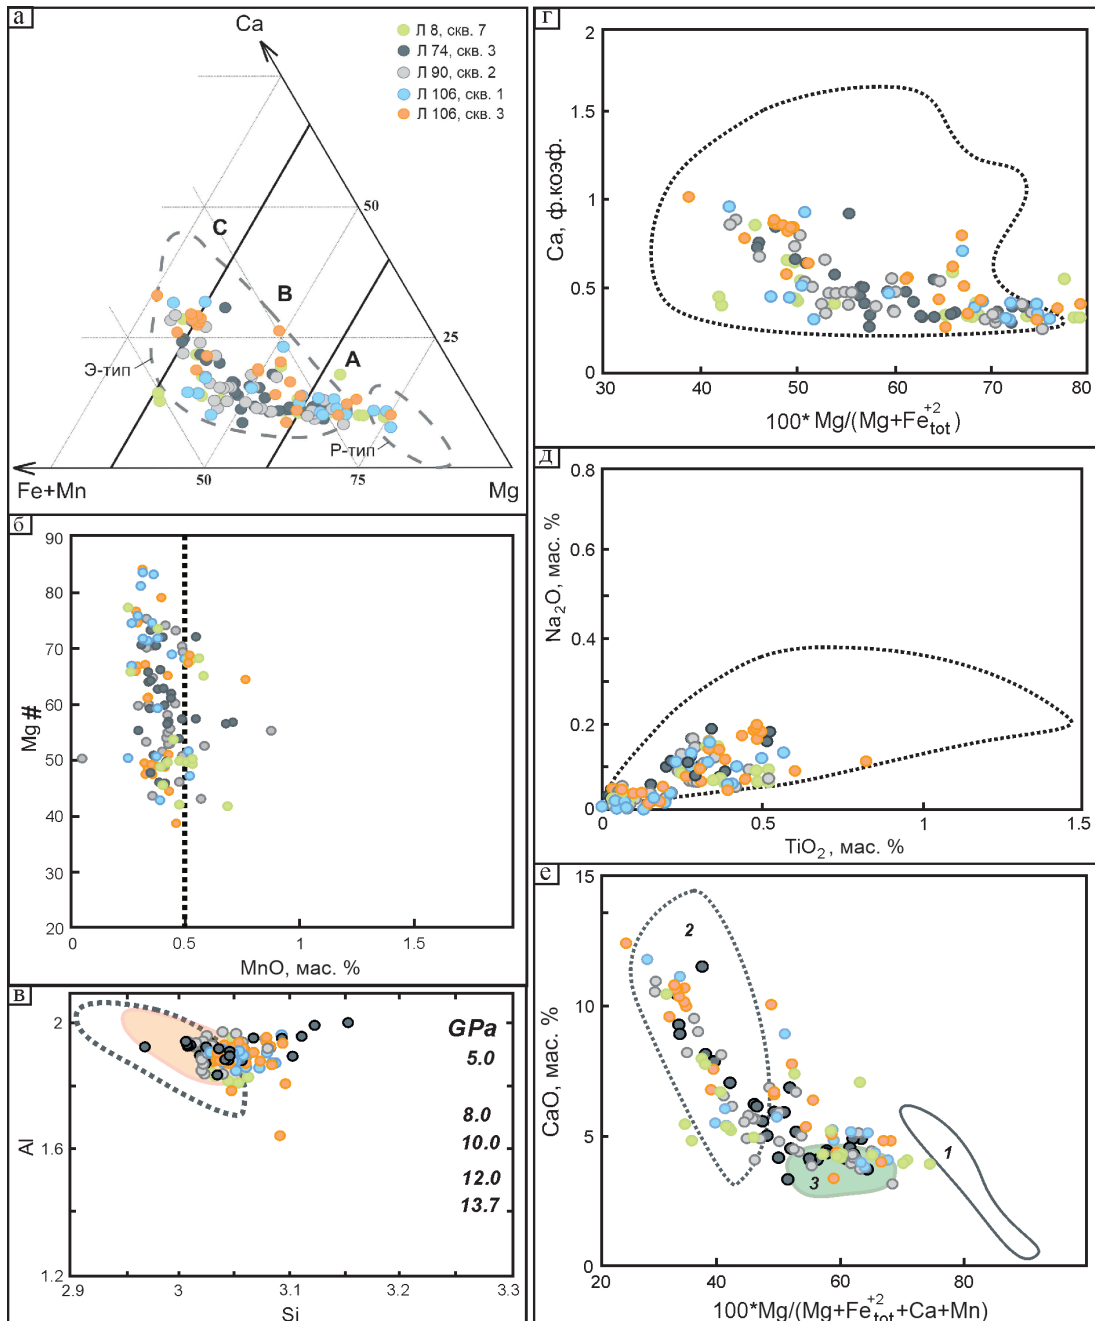 а
Ca
Л 8, скв. 7
Л 74, скв. 3
Л 90, скв. 2
Л 106, скв. 1
Л 106, скв. 3
50
C
B
25
A
Э-тип
Р-тип
50
75
Fe+Mn
Mg
б
90
80
70
60
50
40
30
20
Mg#
0
0.5
1
1.5
MnO, мас. %
в
2
1.6
1.2
Al
GPa
5.0
8.0
10.0
12.0
13.7
2.9
3
3.1
3.2
3.3
Si
г
2
1.5
1
0.5
0
Ca, ф.коэф.
30
40
50
60
70
80
100* Mg/(Mg+Fe+2tot)
д
0.8
0.6
0.4
0.2
0
Na2O, мас. %
0
0.5
1
1.5
TiO2, мас. %
е
15
10
5
0
CaO, мас. %
2
1
3
20
40
60
80
100*Mg/(Mg+Fe+2tot+Ca+Mn)